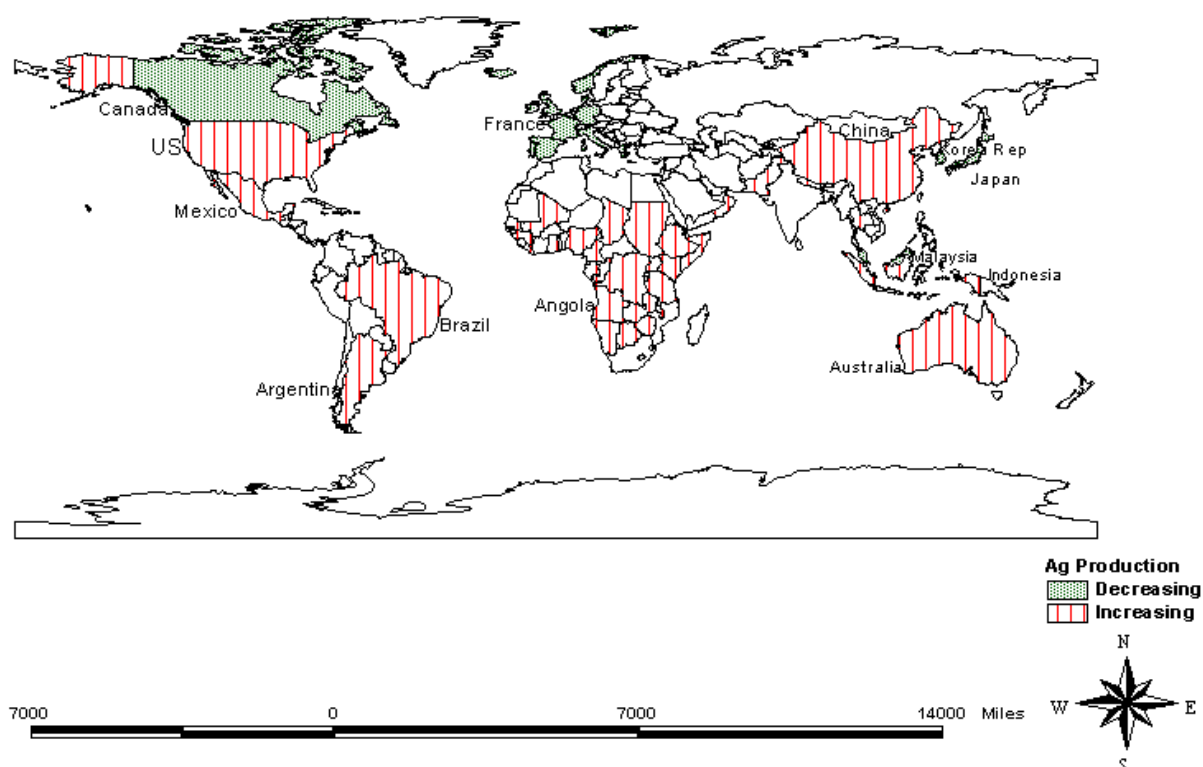 Canada
France
China
US
Korea Rep
Japan
Mexico
Malaysia
Indonesia
Angola
Brazil
Australia
Argentina
Ag Production
Decreasing
Increasing
N
W E
S
7000 0 7000 14000 Miles